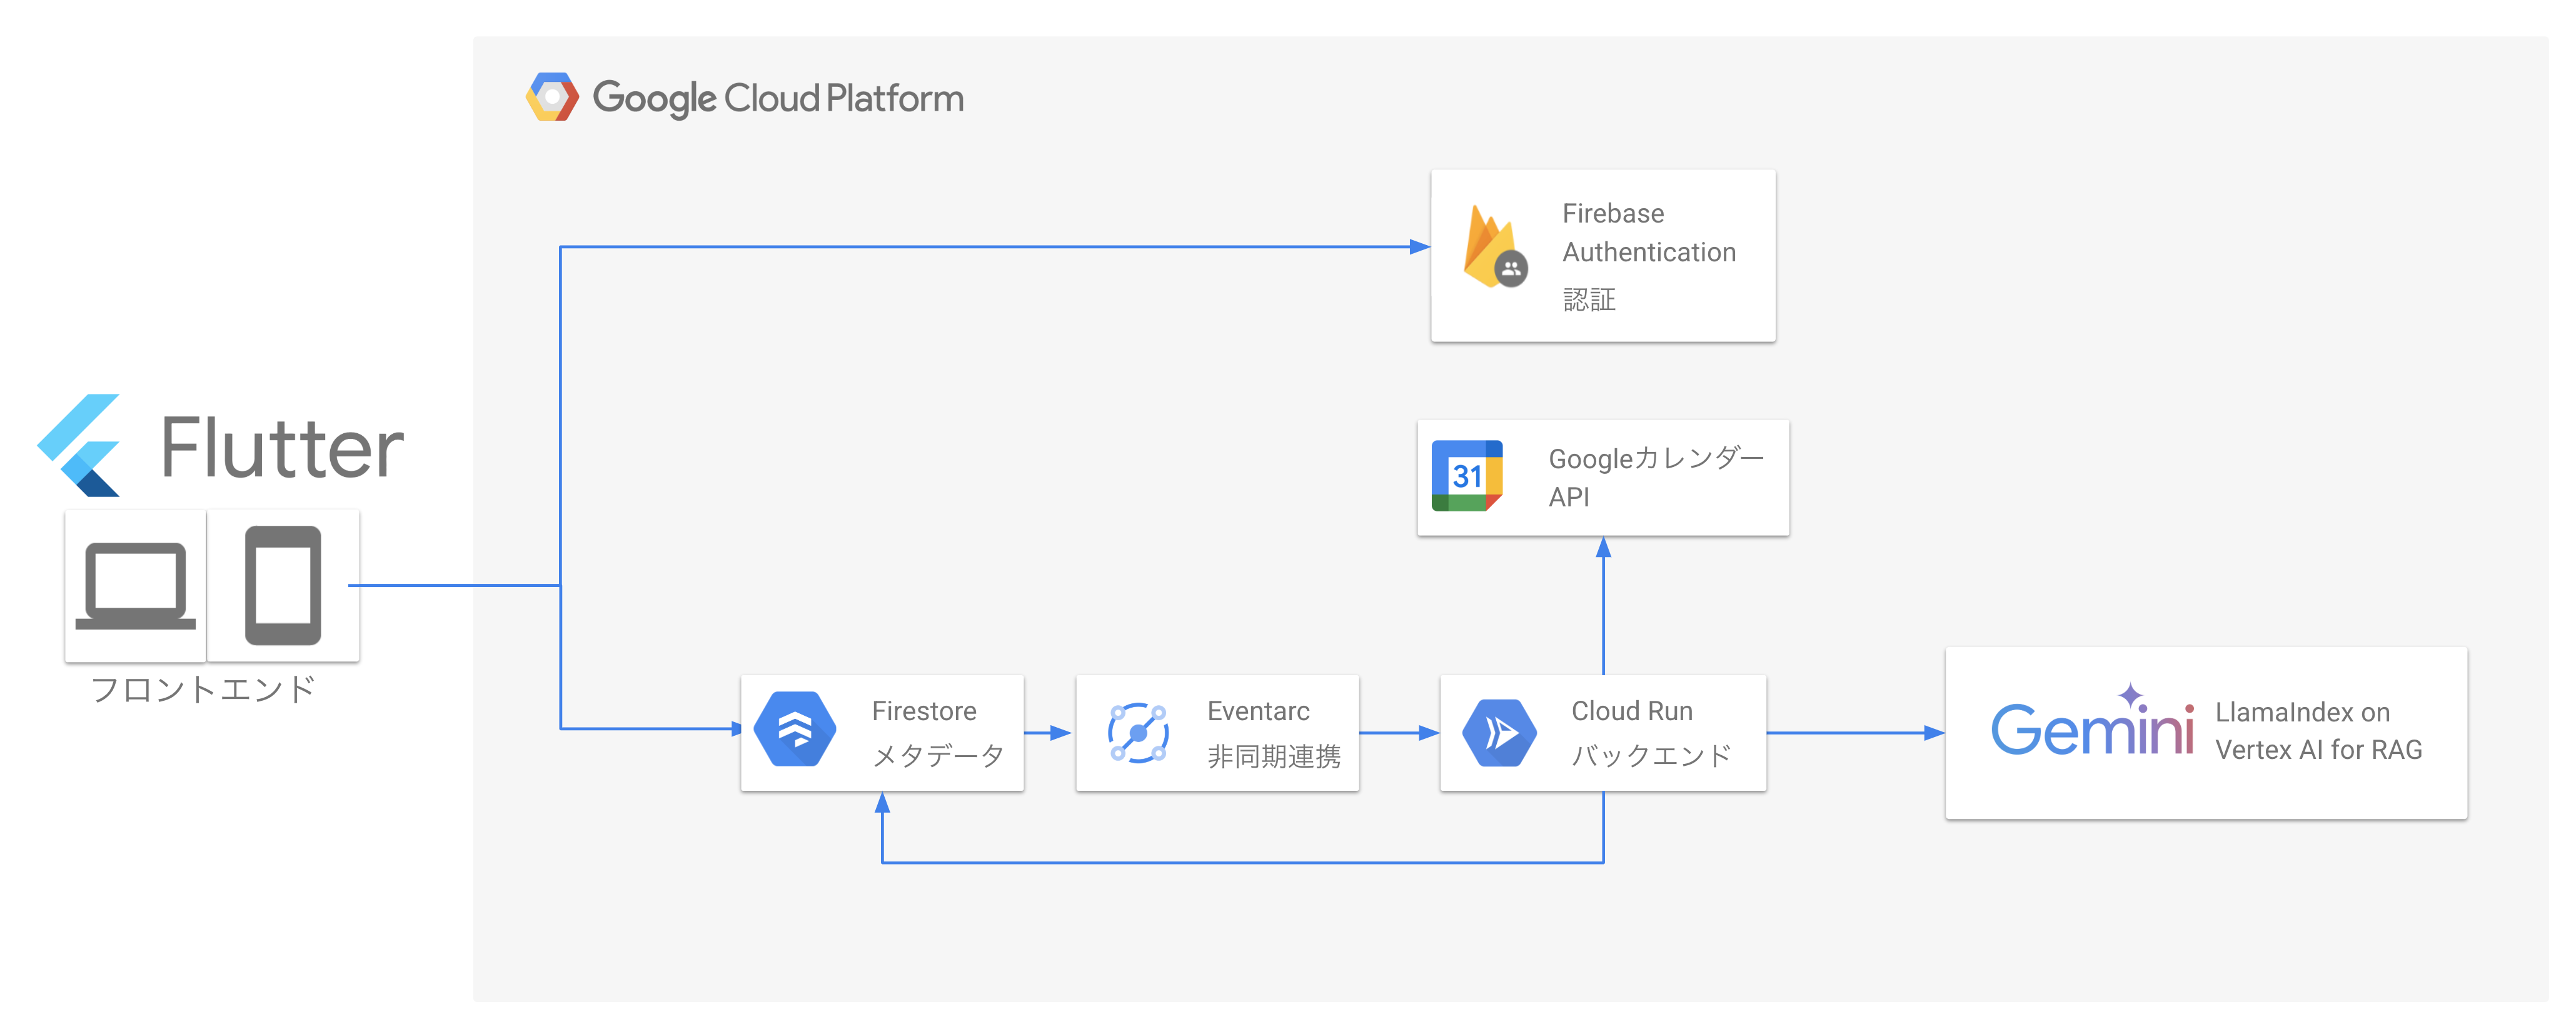 Google Cloud Platform
Firebase
Authentication
認証
Flutter
フロントエンド
31
Googleカレンダー
API
Firestore
メタデータ
Eventarc
非同期連携
Cloud Run
バックエンド
Gemini
LlamaIndex on
Vertex AI for RAG